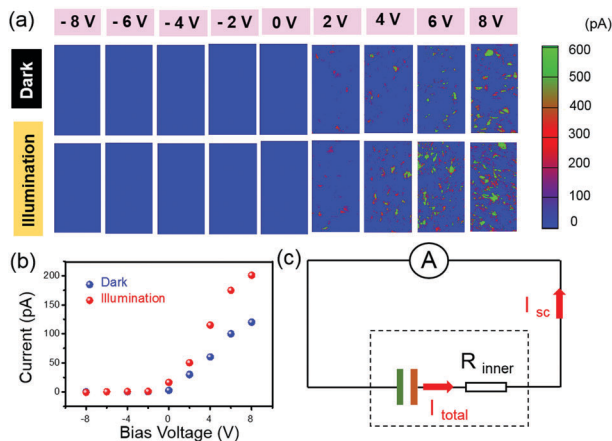 (a)
- 8 V - 6 V - 4 V - 2 V 0 V 2 V 4 V 6 V 8 V
(pA)
Dark
Illumination
600
500
400
300
200
100
0
(b)
Dark
Illumination
Current (pA)
200
150
100
50
0
-8 -4 0 4 8
Bias Voltage (V)
(c)
A
I sc
R inner
I total